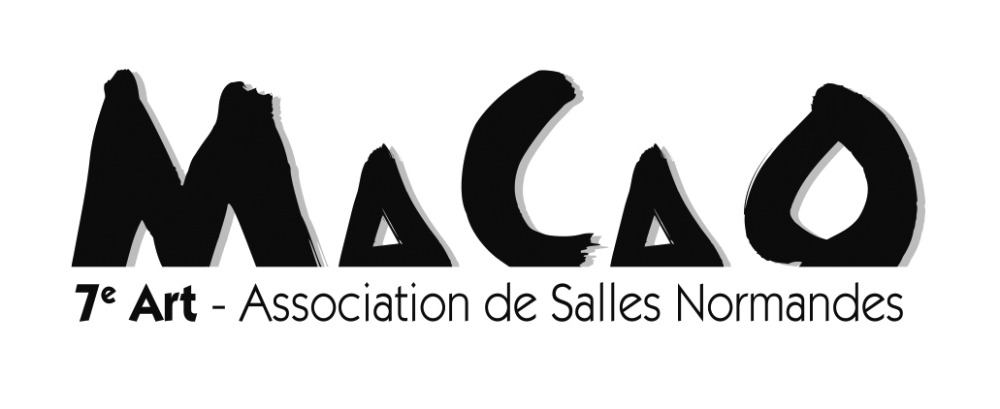 MaCaO
7e Art - Association de Salles Normandes